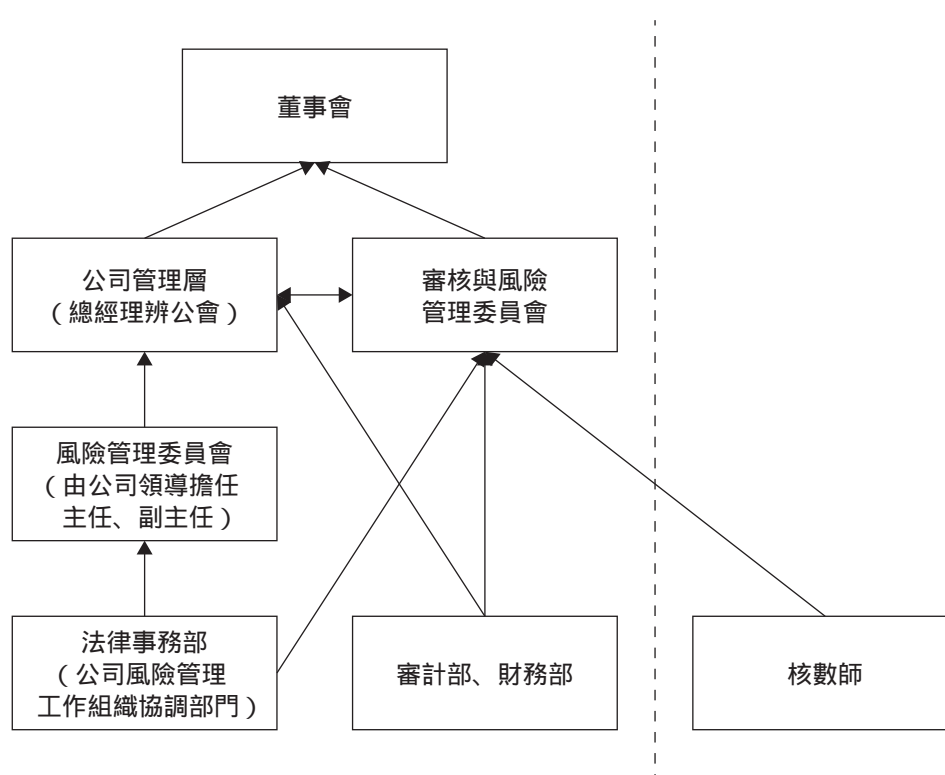 董事會
公司管理層
（總經理辨公會）
審核與風險
管理委員會
風險管理委員會
（由公司領導擔任
主任、副主任）
法律事務部
（公司風險管理
工作組織協調部門）
審計部、財務部
核數師